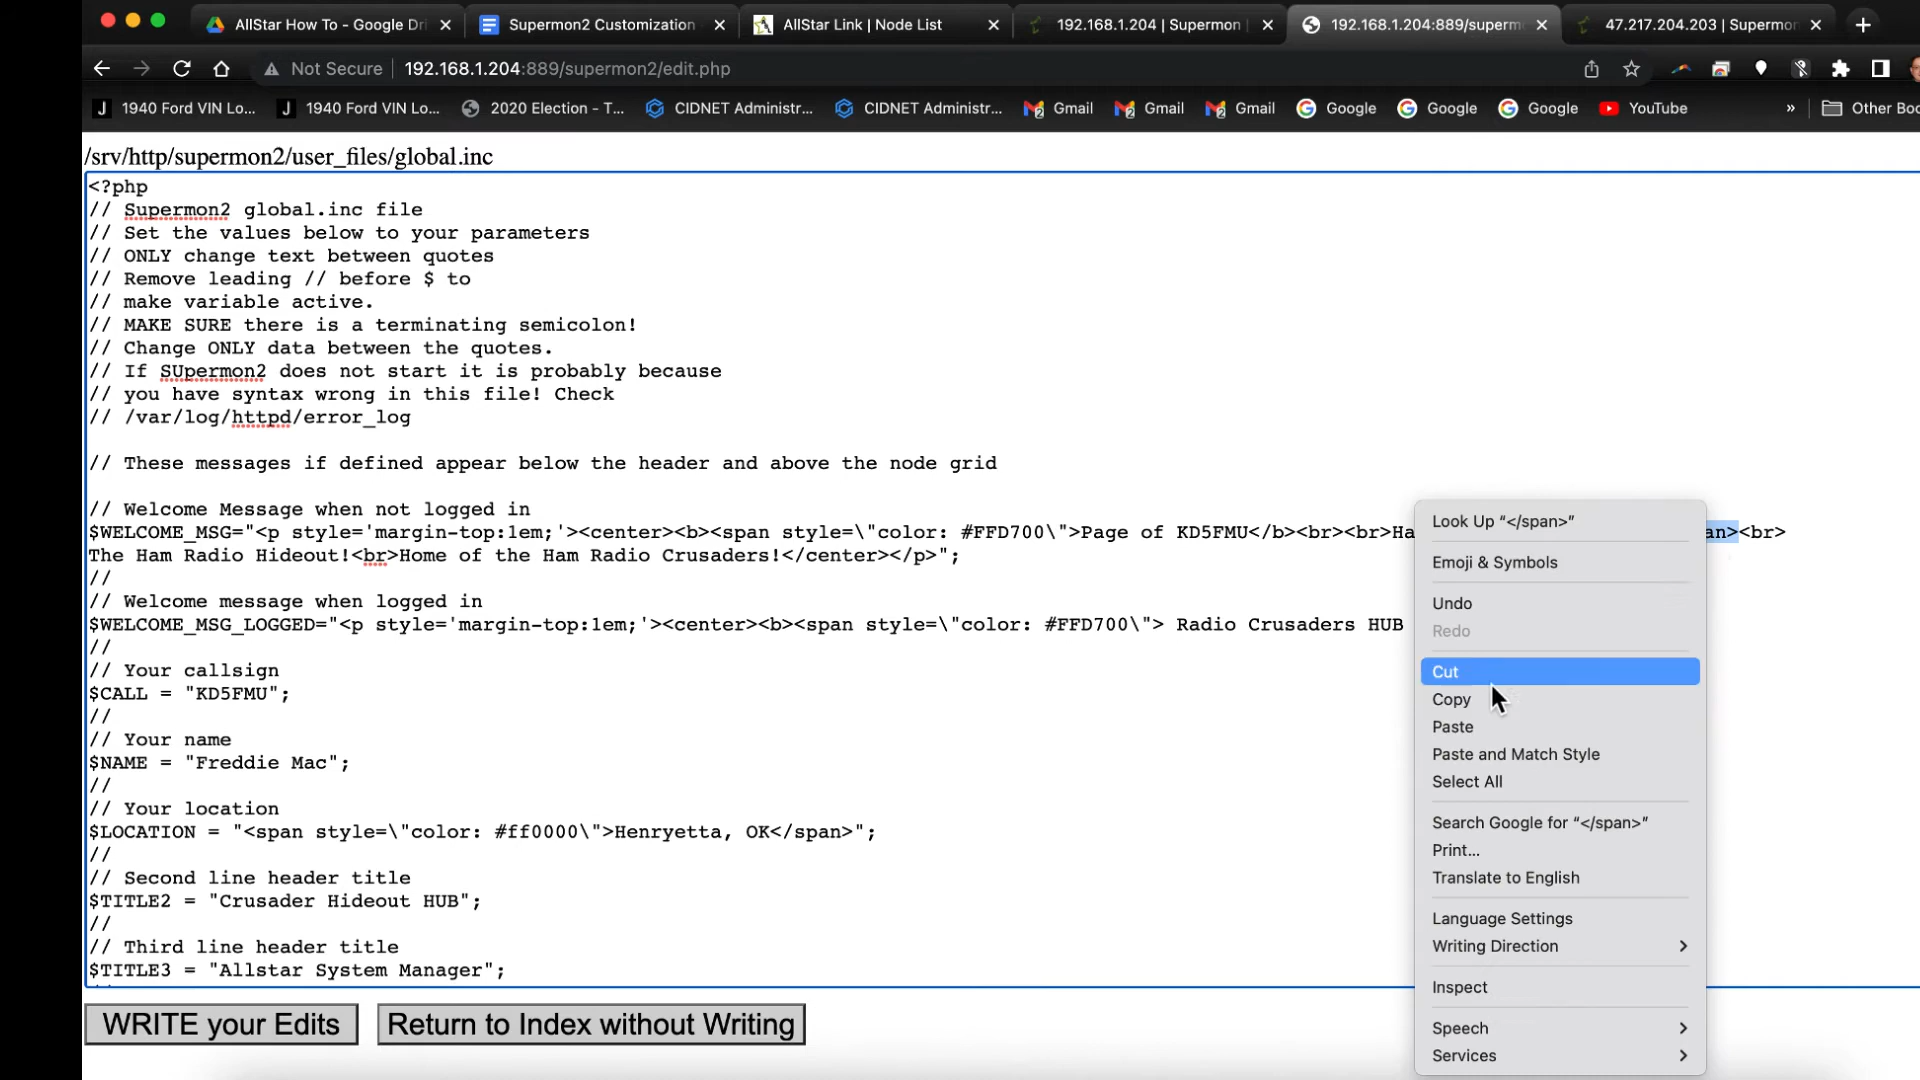 AllStar How To - Google Dri
Supermon2 Customization
AllStar Link | Node List
192.168.1.204 | Supermon
192.168.1.204:889/superm
47.217.204.203 | Supermon
Not Secure
192.168.1.204:889/supermon2/edit.php
J 1940 Ford VIN Lo...
J 1940 Ford VIN Lo...
2020 Election - T...
CIDNET Administr...
CIDNET Administr...
Gmail
Gmail
Gmail
Google
Google
Google
YouTube
»
Other Boo
/srv/http/supermon2/user_files/global.inc
<?php
// Supermon2 global.inc file
// Set the values below to your parameters
// ONLY change text between quotes
// Remove leading // before $ to
// make variable active.
// MAKE SURE there is a terminating semicolon!
// Change ONLY data between the quotes.
// If SUpermon2 does not start it is probably because
// you have syntax wrong in this file! Check
// /var/log/httpd/error_log
// These messages if defined appear below the header and above the node grid
// Welcome Message when not logged in
$WELCOME_MSG="<p style='margin-top:1em;'><center><b><span style=\"color: #FFD700\">Page of KD5FMU</b><br><br>Ha an><br>
The Ham Radio Hideout!<br>Home of the Ham Radio Crusaders!</center></p>";
//
// Welcome message when logged in
$WELCOME_MSG_LOGGED="<p style='margin-top:1em;'><center><b><span style=\"color: #FFD700\"> Radio Crusaders HUB
//
// Your callsign
$CALL = "KD5FMU";
//
// Your name
$NAME = "Freddie Mac";
//
// Your location
$LOCATION = "<span style=\"color: #ff0000\">Henryetta, OK</span>";
//
// Second line header title
$TITLE2 = "Crusader Hideout HUB";
//
// Third line header title
$TITLE3 = "Allstar System Manager";
WRITE your Edits
Return to Index without Writing
Look Up “</span>”
Emoji & Symbols
Undo
Redo
Cut
Copy
Paste
Paste and Match Style
Select All
Search Google for “</span>”
Print...
Translate to English
Language Settings
Writing Direction
Inspect
Speech
Services